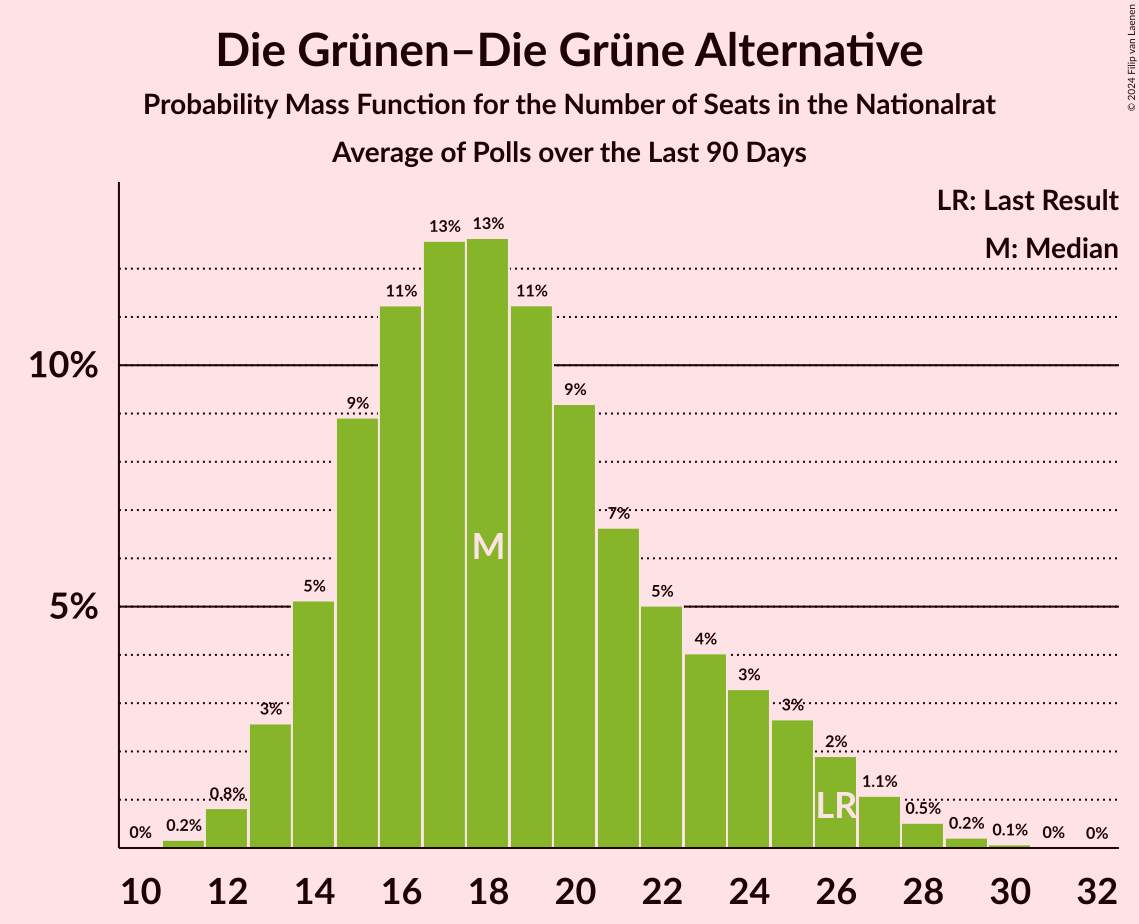 Die Grünen–Die Grüne Alternative
Probability Mass Function for the Number of Seats in the Nationalrat
Average of Polls over the Last 90 Days
© 2024 Filip van Laenen
LR: Last Result
M: Median
10%
5%
0%
0.2%
0.8%
3%
5%
9%
11%
13%
13%
11%
9%
7%
5%
4%
3%
3%
2%
1.1%
0.5%
0.2%
0.1%
0%
0%
M
LR
10 12 14 16 18 20 22 24 26 28 30 32